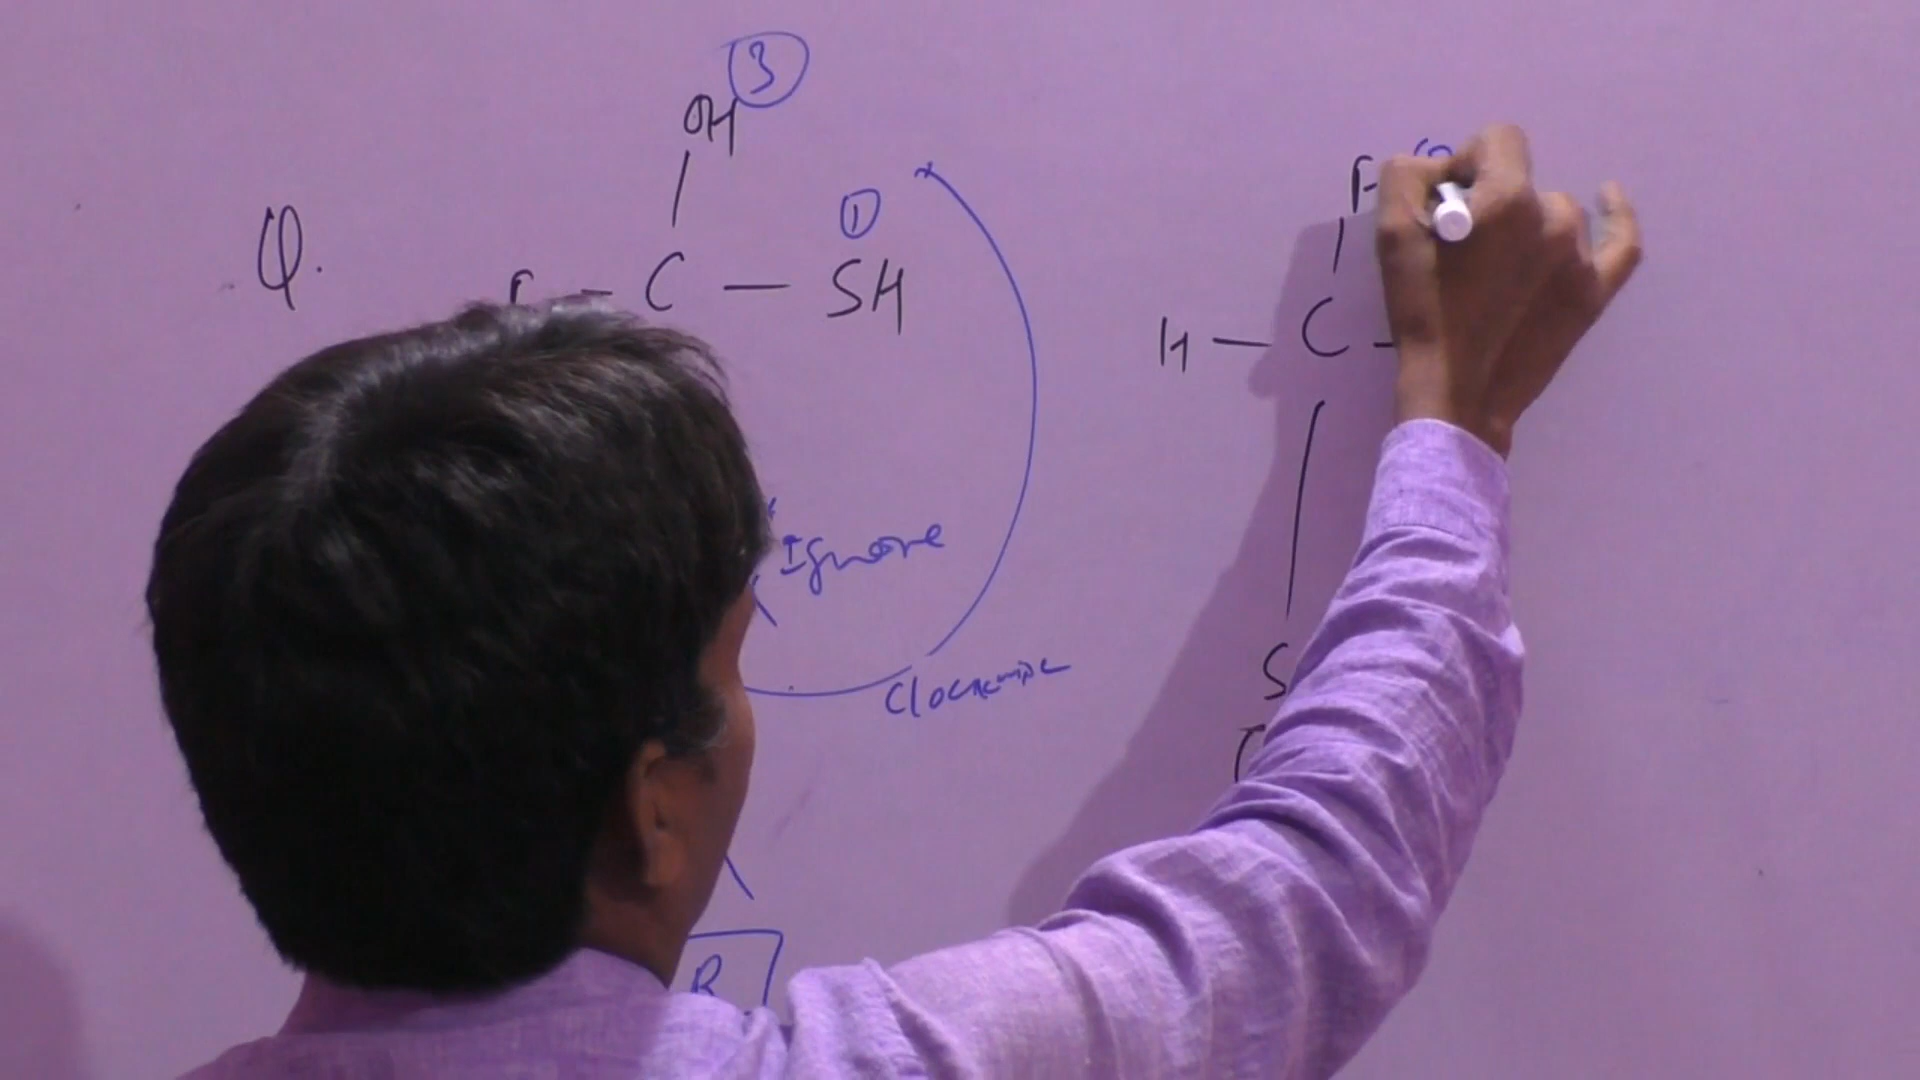 3
OH
Q.
1
C — SH
Ignore
Clockwise
R
F
H — C —
S